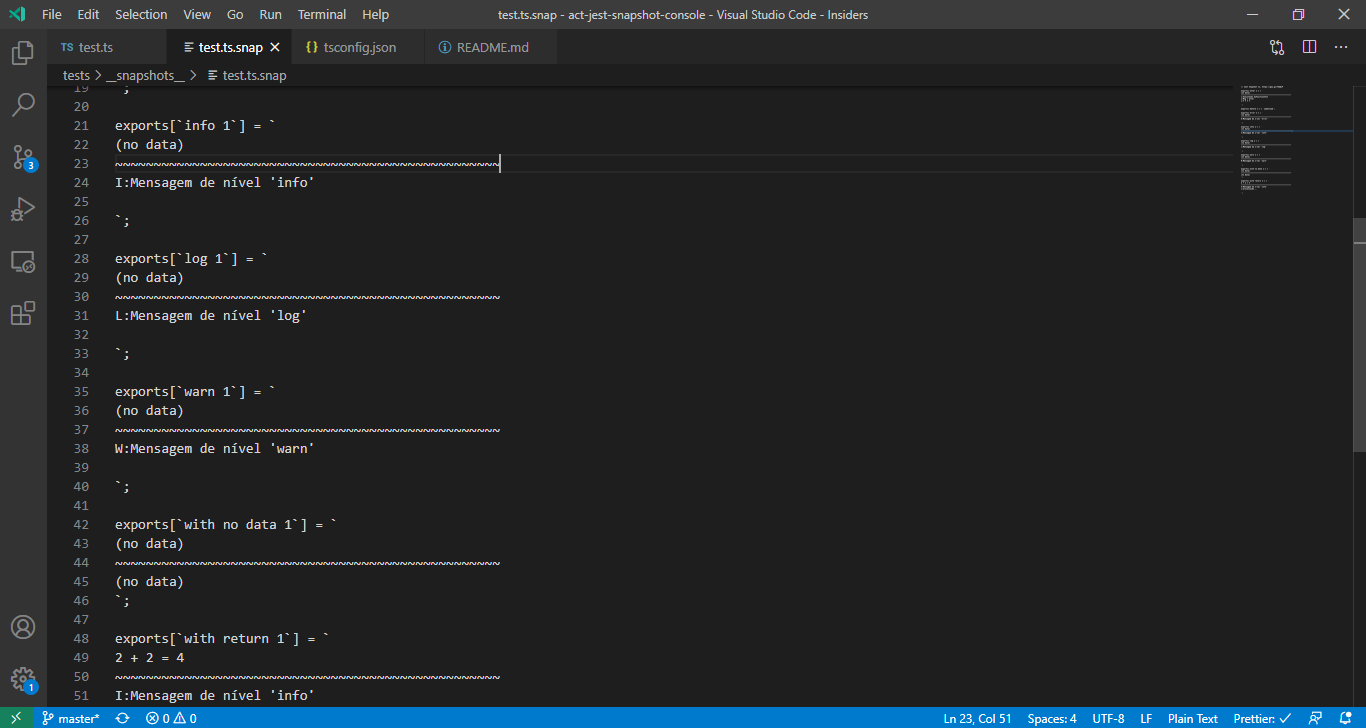 File Edit Selection View Go Run Terminal Help
test.ts.snap - act-jest-snapshot-console - Visual Studio Code - Insiders
TS test.ts
test.ts.snap
{} tsconfig.json
README.md
tests > __snapshots__ > test.ts.snap
19 `;
20
21 exports[`info 1`] = `
22 (no data)
23 ~~~~~~~~~~~~~~~~~~~~~~~~~~~~~~~~~~~~~~~~~~~~~~~~~~
24 I:Mensagem de nível 'info'
25
26 `;
27
28 exports[`log 1`] = `
29 (no data)
30 ~~~~~~~~~~~~~~~~~~~~~~~~~~~~~~~~~~~~~~~~~~~~~~~~~~
31 L:Mensagem de nível 'log'
32
33 `;
34
35 exports[`warn 1`] = `
36 (no data)
37 ~~~~~~~~~~~~~~~~~~~~~~~~~~~~~~~~~~~~~~~~~~~~~~~~~~
38 W:Mensagem de nível 'warn'
39
40 `;
41
42 exports[`with no data 1`] = `
43 (no data)
44 ~~~~~~~~~~~~~~~~~~~~~~~~~~~~~~~~~~~~~~~~~~~~~~~~~~
45 (no data)
46 `;
47
48 exports[`with return 1`] = `
49 2 + 2 = 4
50 ~~~~~~~~~~~~~~~~~~~~~~~~~~~~~~~~~~~~~~~~~~~~~~~~~~
51 I:Mensagem de nível 'info'
3
1
master* 0 0
Ln 23, Col 51 Spaces: 4 UTF-8 LF Plain Text Prettier: ✓